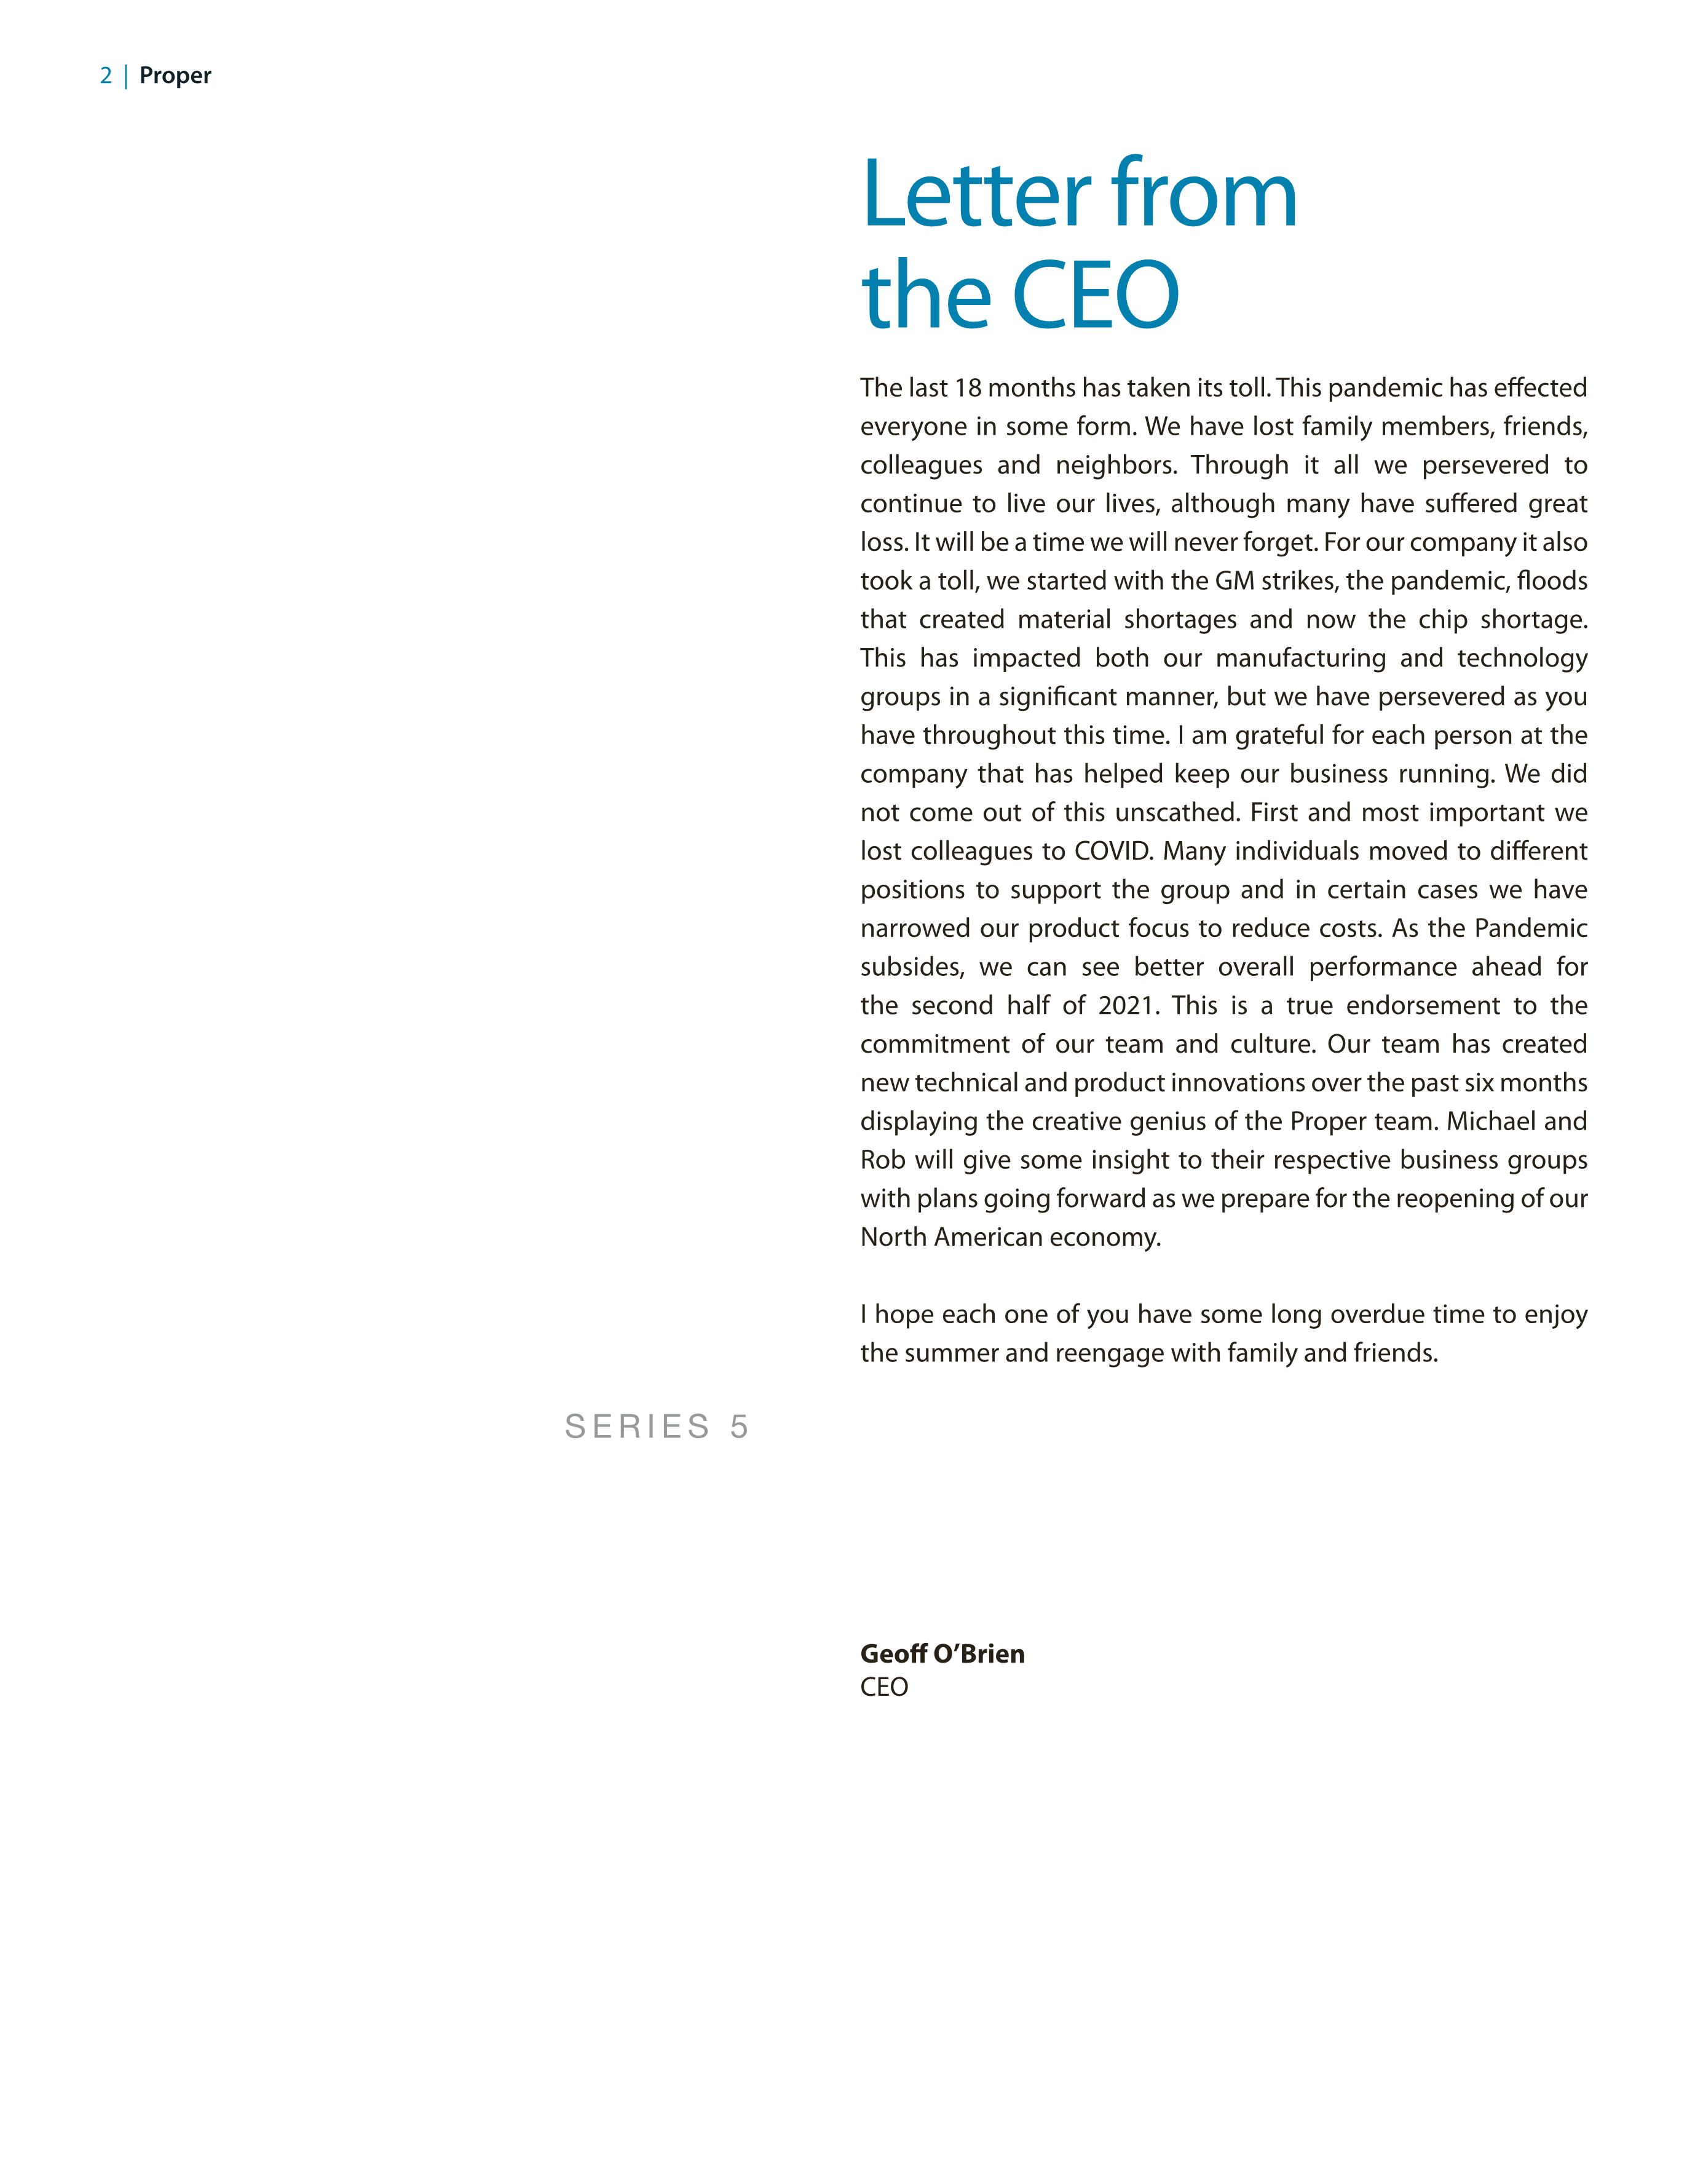 2 | Proper
Letter from
the CEO
The last 18 months has taken its toll. This pandemic has effected
everyone in some form. We have lost family members, friends,
colleagues and neighbors. Through it all we persevered to
continue to live our lives, although many have suffered great
loss. It will be a time we will never forget. For our company it also
took a toll, we started with the GM strikes, the pandemic, floods
that created material shortages and now the chip shortage.
This has impacted both our manufacturing and technology
groups in a significant manner, but we have persevered as you
have throughout this time. I am grateful for each person at the
company that has helped keep our business running. We did
not come out of this unscathed. First and most important we
lost colleagues to COVID. Many individuals moved to different
positions to support the group and in certain cases we have
narrowed our product focus to reduce costs. As the Pandemic
subsides, we can see better overall performance ahead for
the second half of 2021. This is a true endorsement to the
commitment of our team and culture. Our team has created
new technical and product innovations over the past six months
displaying the creative genius of the Proper team. Michael and
Rob will give some insight to their respective business groups
with plans going forward as we prepare for the reopening of our
North American economy.
I hope each one of you have some long overdue time to enjoy
the summer and reengage with family and friends.
SERIES 5
Geoff O’Brien
CEO